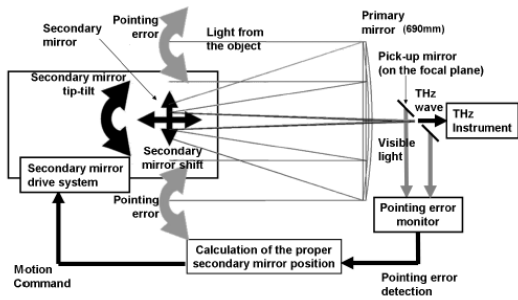 Pointing
error
Secondary
mirror
Light from
the object
Primary
mirror (690mm)
Pick-up mirror
(on the focal plane)
Secondary mirror
tip-tilt
THz
wave
THz
Instrument
Secondary
mirror shift
Visible
light
Secondary mirror
drive system
Pointing
error
Pointing error
monitor
Calculation of the proper
secondary mirror position
Motion
Command
Pointing error
detection